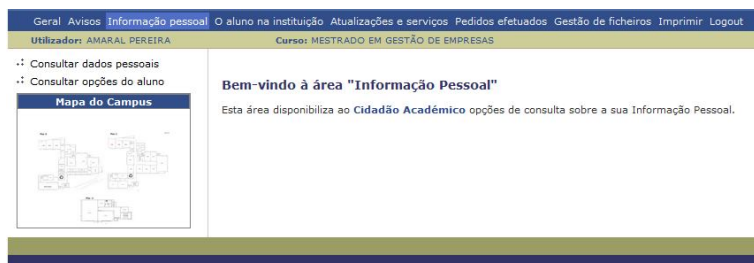 Geral Avisos Informação pessoal O aluno na instituição Atualizações e serviços Pedidos efetuados Gestão de ficheiros Imprimir Logout
Utilizador: AMARAL PEREIRA Curso: MESTRADO EM GESTÃO DE EMPRESAS
Consultar dados pessoais
Consultar opções do aluno
Mapa do Campus
Bem-vindo à área "Informação Pessoal"
Esta área disponibiliza ao Cidadão Académico opções de consulta sobre a sua Informação Pessoal.